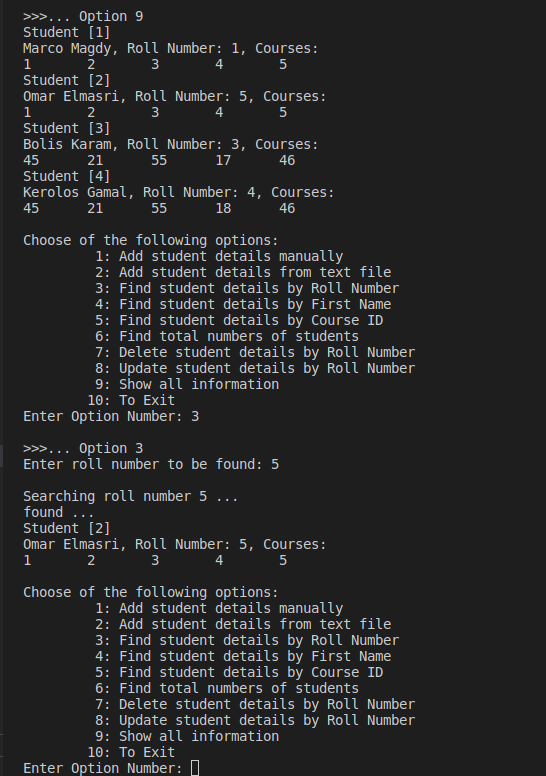 >>>... Option 9
Student [1]
Marco Magdy, Roll Number: 1, Courses:
1       2       3       4       5
Student [2]
Omar Elmasri, Roll Number: 5, Courses:
1       2       3       4       5
Student [3]
Bolis Karam, Roll Number: 3, Courses:
45      21      55      17      46
Student [4]
Kerolos Gamal, Roll Number: 4, Courses:
45      21      55      18      46

Choose of the following options:
         1: Add student details manually
         2: Add student details from text file
         3: Find student details by Roll Number
         4: Find student details by First Name
         5: Find student details by Course ID
         6: Find total numbers of students
         7: Delete student details by Roll Number
         8: Update student details by Roll Number
         9: Show all information
        10: To Exit
Enter Option Number: 3

>>>... Option 3
Enter roll number to be found: 5

Searching roll number 5 ...
found ...
Student [2]
Omar Elmasri, Roll Number: 5, Courses:
1       2       3       4       5

Choose of the following options:
         1: Add student details manually
         2: Add student details from text file
         3: Find student details by Roll Number
         4: Find student details by First Name
         5: Find student details by Course ID
         6: Find total numbers of students
         7: Delete student details by Roll Number
         8: Update student details by Roll Number
         9: Show all information
        10: To Exit
Enter Option Number: